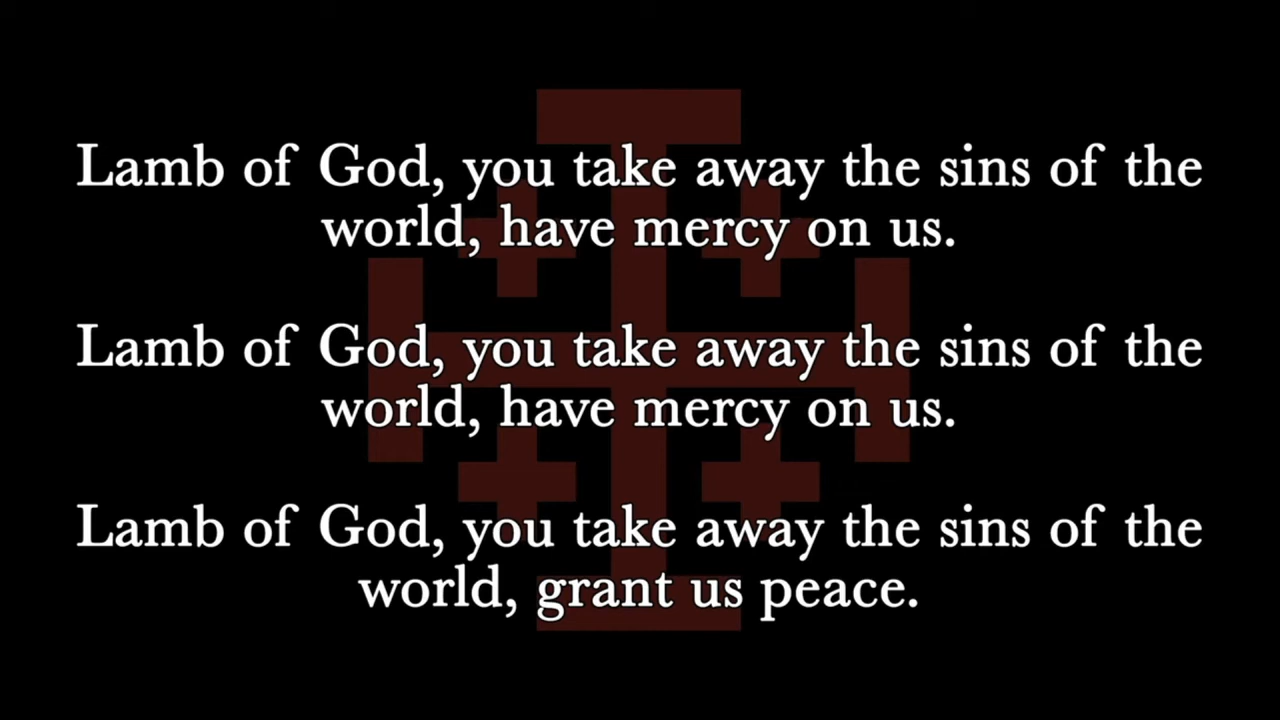 Lamb of God, you take away the sins of the
world, have mercy on us.
Lamb of God, you take away the sins of the
world, have mercy on us.
Lamb of God, you take away the sins of the
world, grant us peace.